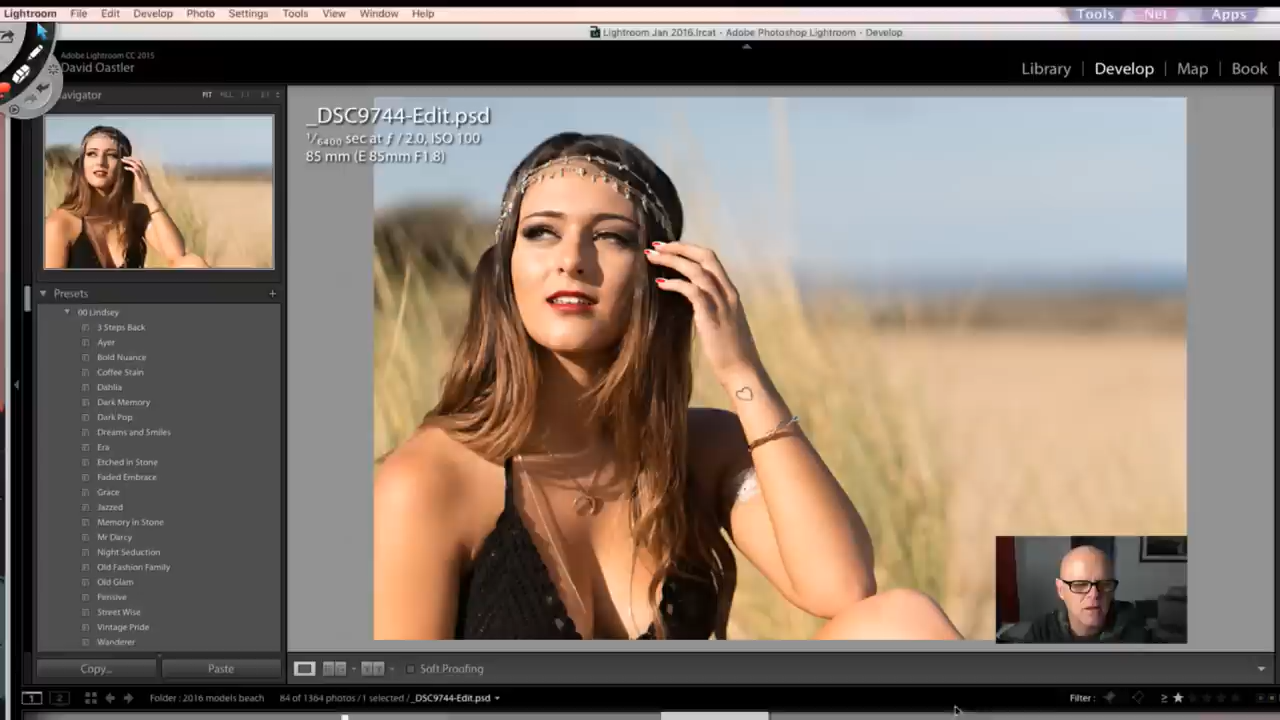 Lightroom File Edit Develop Photo Settings Tools View Window Help
Tools Net Apps
Lightroom Jan 2016.lrcat - Adobe Photoshop Lightroom - Develop
Adobe Lightroom CC 2015
David Oastler
Library | Develop | Map | Book
avigator FIT
_DSC9744-Edit.psd
1/6400 sec at ƒ / 2.0, ISO 100
85 mm (E 85mm F1.8)
Presets +
00 Lindsey
3 Steps Back
Ayer
Bold Nuance
Coffee Stain
Dahlia
Dark Memory
Dark Pop
Dreams and Smiles
Era
Etched in Stone
Faded Embrace
Grace
Jazzed
Memory in Stone
Mr Darcy
Night Seduction
Old Fashion Family
Old Glam
Pensive
Street Wise
Vintage Pride
Wanderer
Copy... Paste
Soft Proofing
1 2 Folder : 2016 models beach 84 of 1364 photos / 1 selected / _DSC9744-Edit.psd Filter : ≥